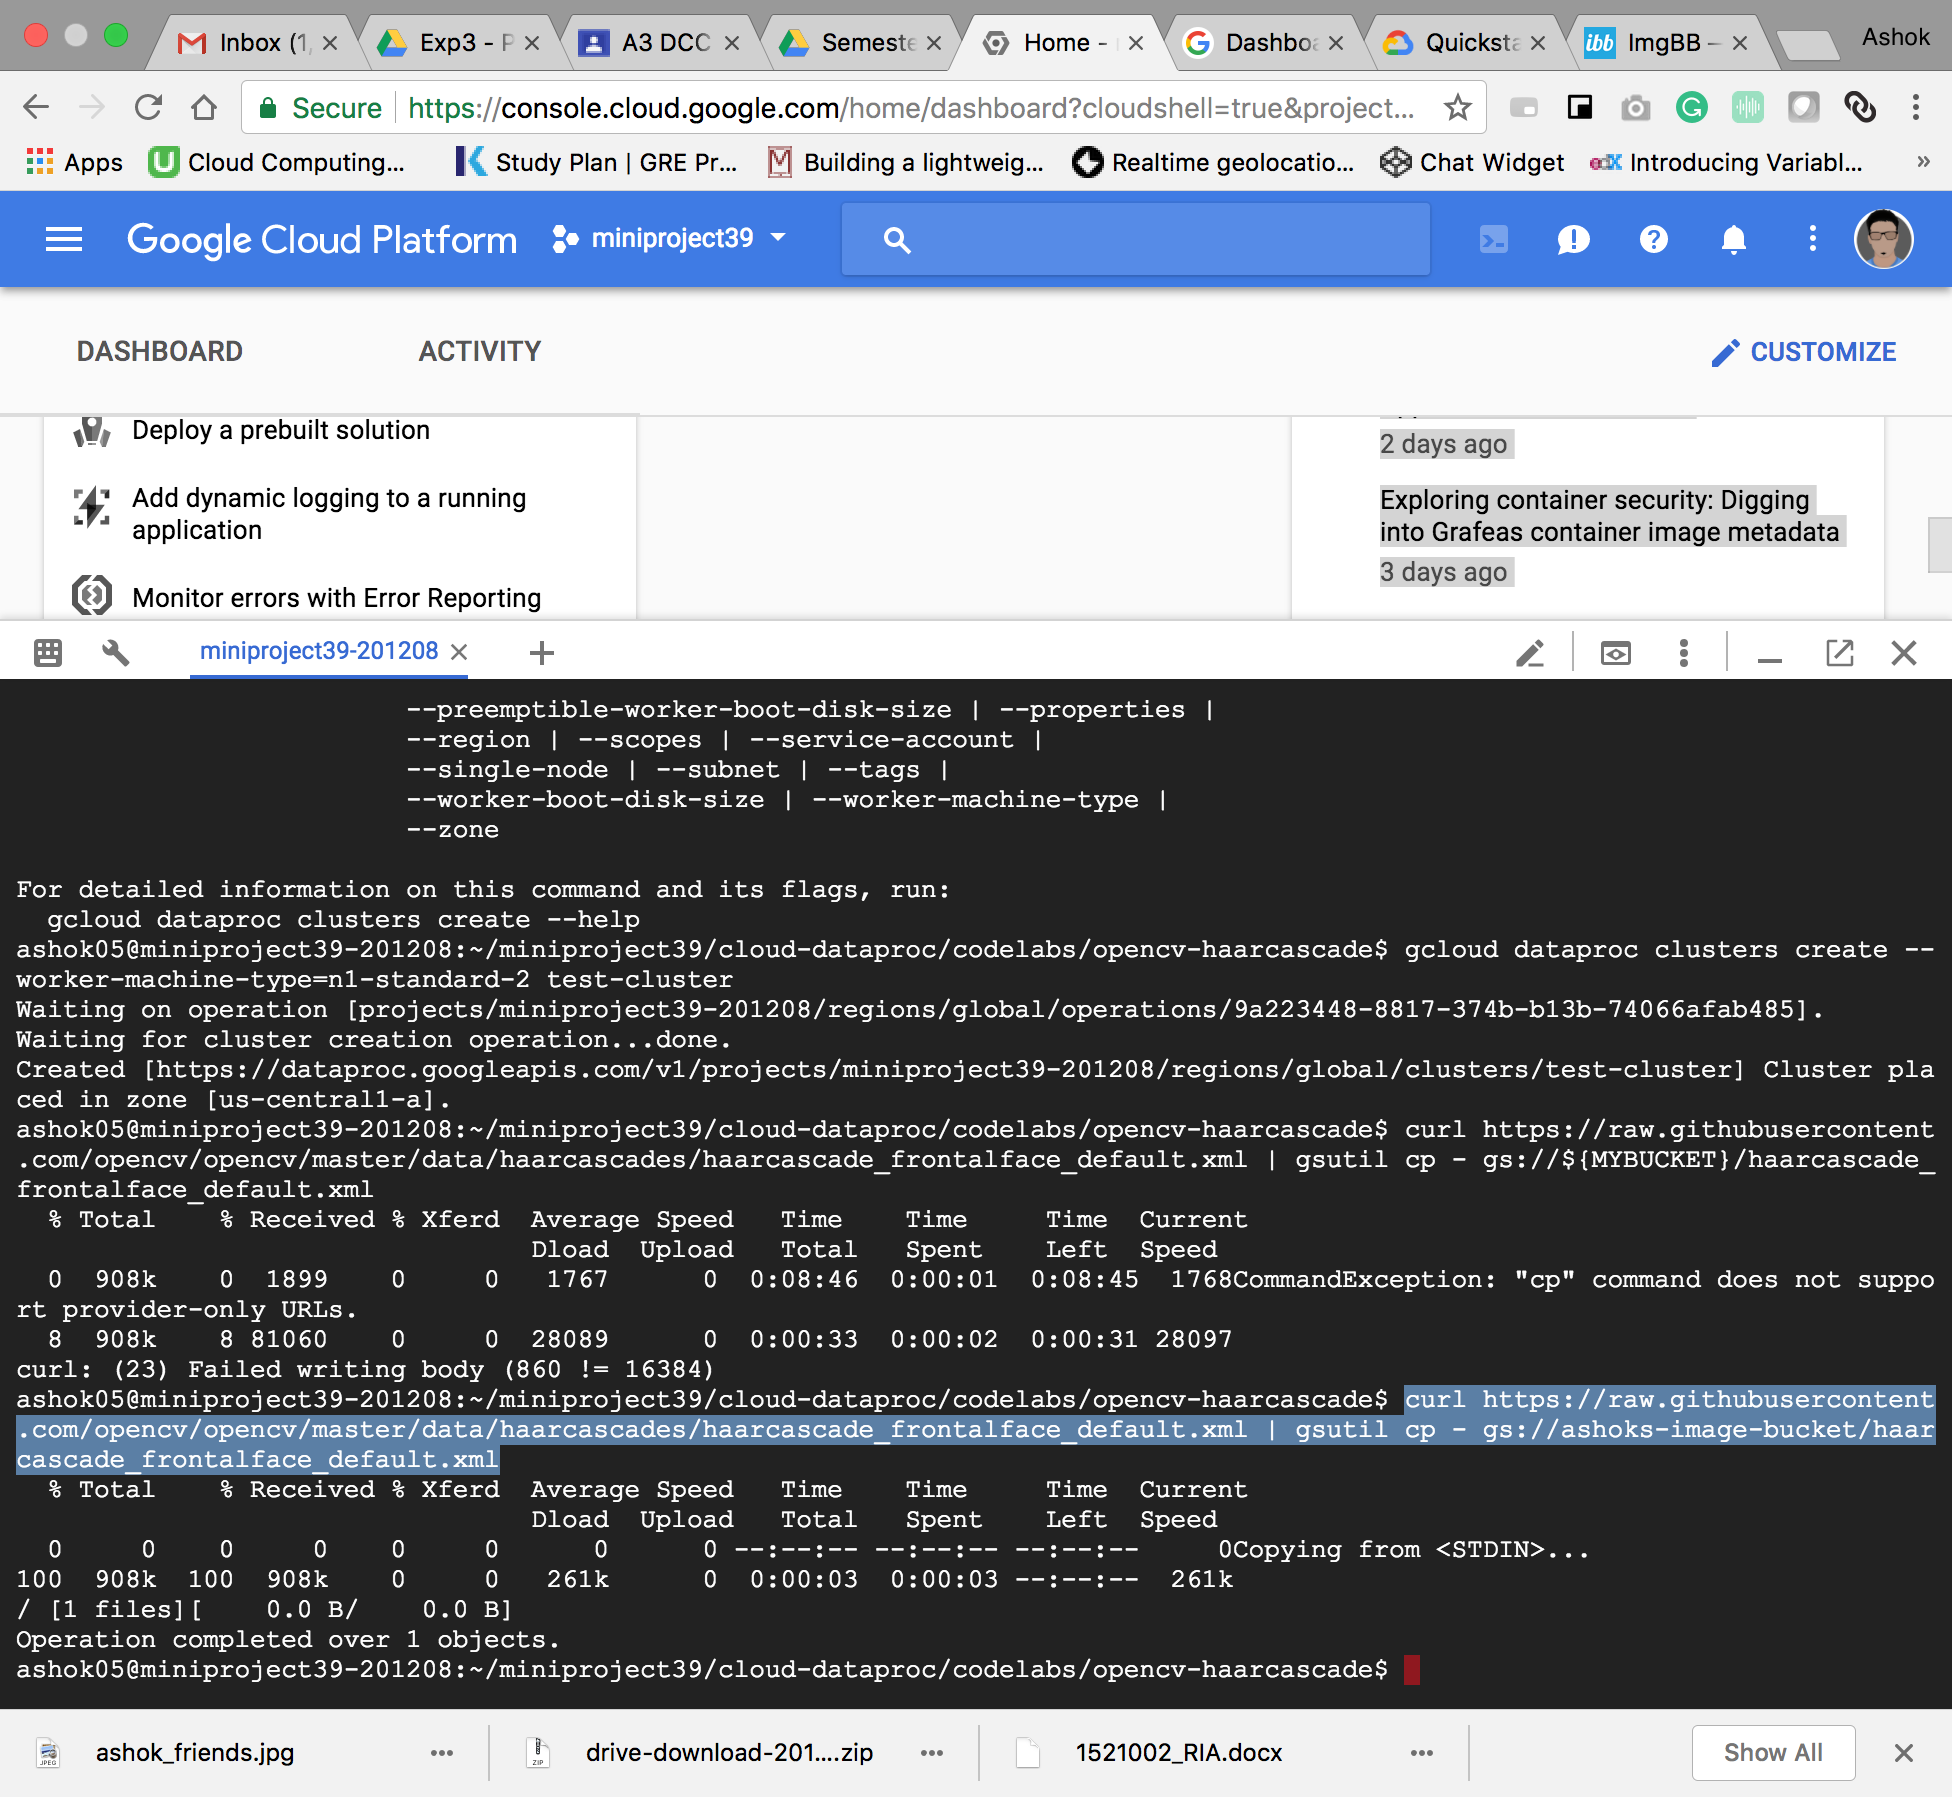 Inbox (1,
Exp3 - P
A3 DCC
Semeste
Home -
Dashboa
Quicksta
ibb ImgBB –
Ashok
Secure
https://console.cloud.google.com/home/dashboard?cloudshell=true&project...
Apps
Cloud Computing...
Study Plan | GRE Pr...
Building a lightweig...
Realtime geolocatio...
Chat Widget
edX Introducing Variabl...
»
Google Cloud Platform
miniproject39
DASHBOARD
ACTIVITY
CUSTOMIZE
Deploy a prebuilt solution
Add dynamic logging to a running
application
Monitor errors with Error Reporting
2 days ago
Exploring container security: Digging
into Grafeas container image metadata
3 days ago
miniproject39-201208
--preemptible-worker-boot-disk-size | --properties |
--region | --scopes | --service-account |
--single-node | --subnet | --tags |
--worker-boot-disk-size | --worker-machine-type |
--zone
For detailed information on this command and its flags, run:
gcloud dataproc clusters create --help
ashok05@miniproject39-201208:~/miniproject39/cloud-dataproc/codelabs/opencv-haarcascade$ gcloud dataproc clusters create --
worker-machine-type=n1-standard-2 test-cluster
Waiting on operation [projects/miniproject39-201208/regions/global/operations/9a223448-8817-374b-b13b-74066afab485].
Waiting for cluster creation operation...done.
Created [https://dataproc.googleapis.com/v1/projects/miniproject39-201208/regions/global/clusters/test-cluster] Cluster pla
ced in zone [us-central1-a].
ashok05@miniproject39-201208:~/miniproject39/cloud-dataproc/codelabs/opencv-haarcascade$ curl https://raw.githubusercontent
.com/opencv/opencv/master/data/haarcascades/haarcascade_frontalface_default.xml | gsutil cp - gs://${MYBUCKET}/haarcascade_
frontalface_default.xml
% Total % Received % Xferd Average Speed Time Time Time Current
Dload Upload Total Spent Left Speed
0 908k 0 1899 0 0 1767 0 0:08:46 0:00:01 0:08:45 1768CommandException: "cp" command does not suppo
rt provider-only URLs.
8 908k 8 81060 0 0 28089 0 0:00:33 0:00:02 0:00:31 28097
curl: (23) Failed writing body (860 != 16384)
ashok05@miniproject39-201208:~/miniproject39/cloud-dataproc/codelabs/opencv-haarcascade$ curl https://raw.githubusercontent
.com/opencv/opencv/master/data/haarcascades/haarcascade_frontalface_default.xml | gsutil cp - gs://ashoks-image-bucket/haar
cascade_frontalface_default.xml
% Total % Received % Xferd Average Speed Time Time Time Current
Dload Upload Total Spent Left Speed
0 0 0 0 0 0 0 0 --:--:-- --:--:-- --:--:-- 0Copying from <STDIN>...
100 908k 100 908k 0 0 261k 0 0:00:03 0:00:03 --:--:-- 261k
/ [1 files][ 0.0 B/ 0.0 B]
Operation completed over 1 objects.
ashok05@miniproject39-201208:~/miniproject39/cloud-dataproc/codelabs/opencv-haarcascade$
JPEG ashok_friends.jpg
ZIP drive-download-201....zip
1521002_RIA.docx
Show All